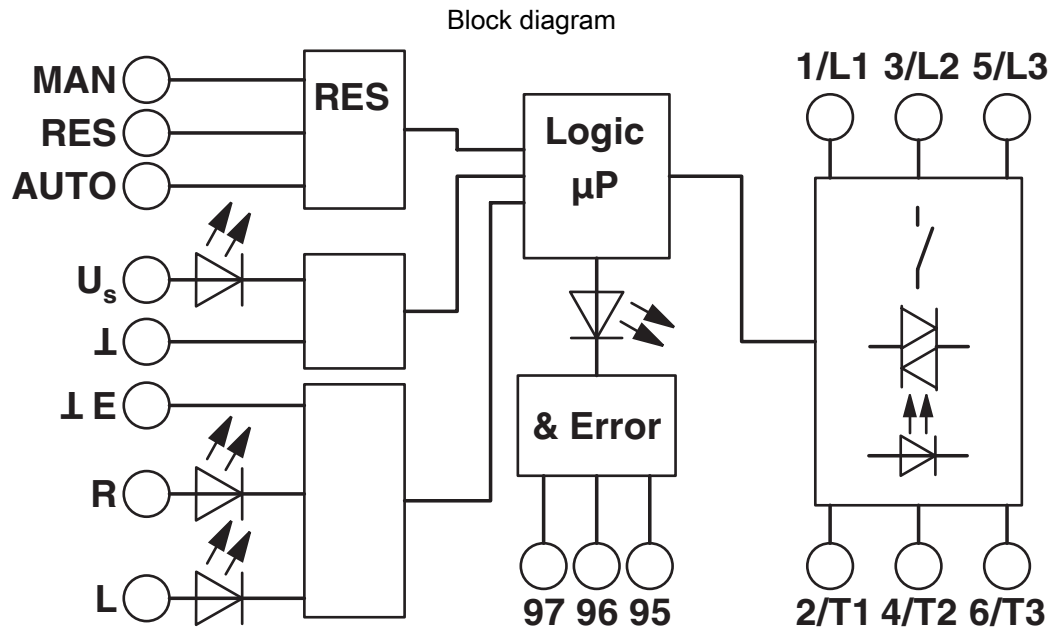 Block diagram
MAN
RES
AUTO
RES
U_s
⊥
⊥ E
R
L
Logic
µP
& Error
97 96 95
1/L1 3/L2 5/L3
2/T1 4/T2 6/T3